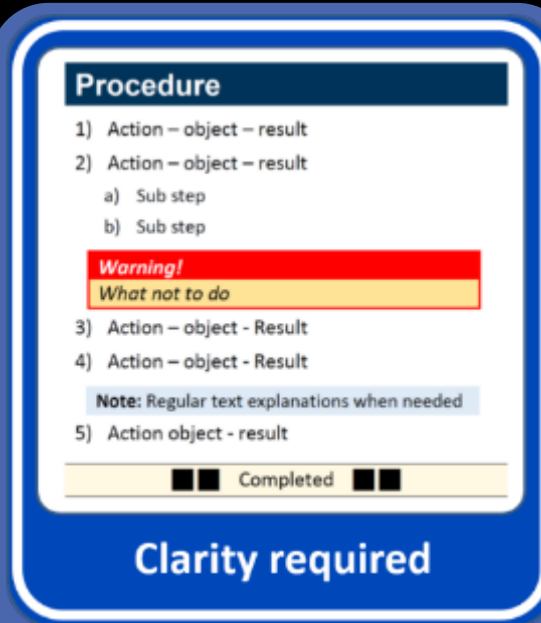 Procedure
1) Action – object – result
2) Action – object – result
a) Sub step
b) Sub step
Warning!
What not to do
3) Action – object - Result
4) Action – object - Result
Note: Regular text explanations when needed
5) Action object - result
Completed
Clarity required